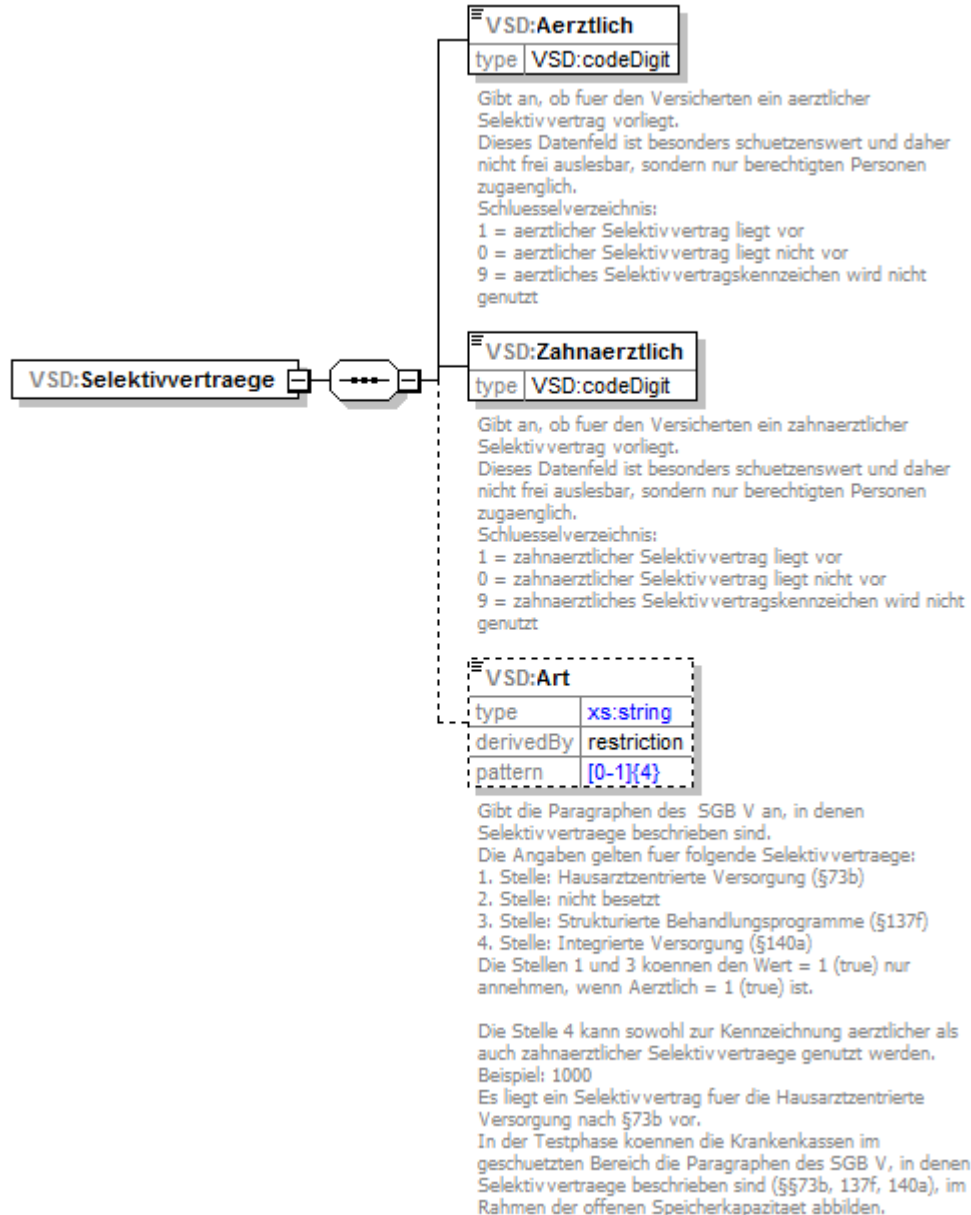 VSD:Aerztlich
type VSD:codeDigit
Gibt an, ob fuer den Versicherten ein aerztlicher
Selektivvertrag vorliegt.
Dieses Datenfeld ist besonders schuetzenswert und daher
nicht frei auslesbar, sondern nur berechtigten Personen
zugaenglich.
Schluesselverzeichnis:
1 = aerztlicher Selektivvertrag liegt vor
0 = aerztlicher Selektivvertrag liegt nicht vor
9 = aerztliches Selektivvertragskennzeichen wird nicht
genutzt
VSD:Selektivvertraege
VSD:Zahnaerztlich
type VSD:codeDigit
Gibt an, ob fuer den Versicherten ein zahnaerztlicher
Selektivvertrag vorliegt.
Dieses Datenfeld ist besonders schuetzenswert und daher
nicht frei auslesbar, sondern nur berechtigten Personen
zugaenglich.
Schluesselverzeichnis:
1 = zahnaerztlicher Selektivvertrag liegt vor
0 = zahnaerztlicher Selektivvertrag liegt nicht vor
9 = zahnaerztliches Selektivvertragskennzeichen wird nicht
genutzt
VSD:Art
type xs:string
derivedBy restriction
pattern [0-1]{4}
Gibt die Paragraphen des SGB V an, in denen
Selektivvertraege beschrieben sind.
Die Angaben gelten fuer folgende Selektivvertraege:
1. Stelle: Hausarztzentrierte Versorgung (§73b)
2. Stelle: nicht besetzt
3. Stelle: Strukturierte Behandlungsprogramme (§137f)
4. Stelle: Integrierte Versorgung (§140a)
Die Stellen 1 und 3 koennen den Wert = 1 (true) nur
annehmen, wenn Aerztlich = 1 (true) ist.
Die Stelle 4 kann sowohl zur Kennzeichnung aerztlicher als
auch zahnaerztlicher Selektivvertraege genutzt werden.
Beispiel: 1000
Es liegt ein Selektivvertrag fuer die Hausarztzentrierte
Versorgung nach §73b vor.
In der Testphase koennen die Krankenkassen im
geschuetzten Bereich die Paragraphen des SGB V, in denen
Selektivvertraege beschrieben sind (§§73b, 137f, 140a), im
Rahmen der offenen Speicherkapazitaet abbilden.